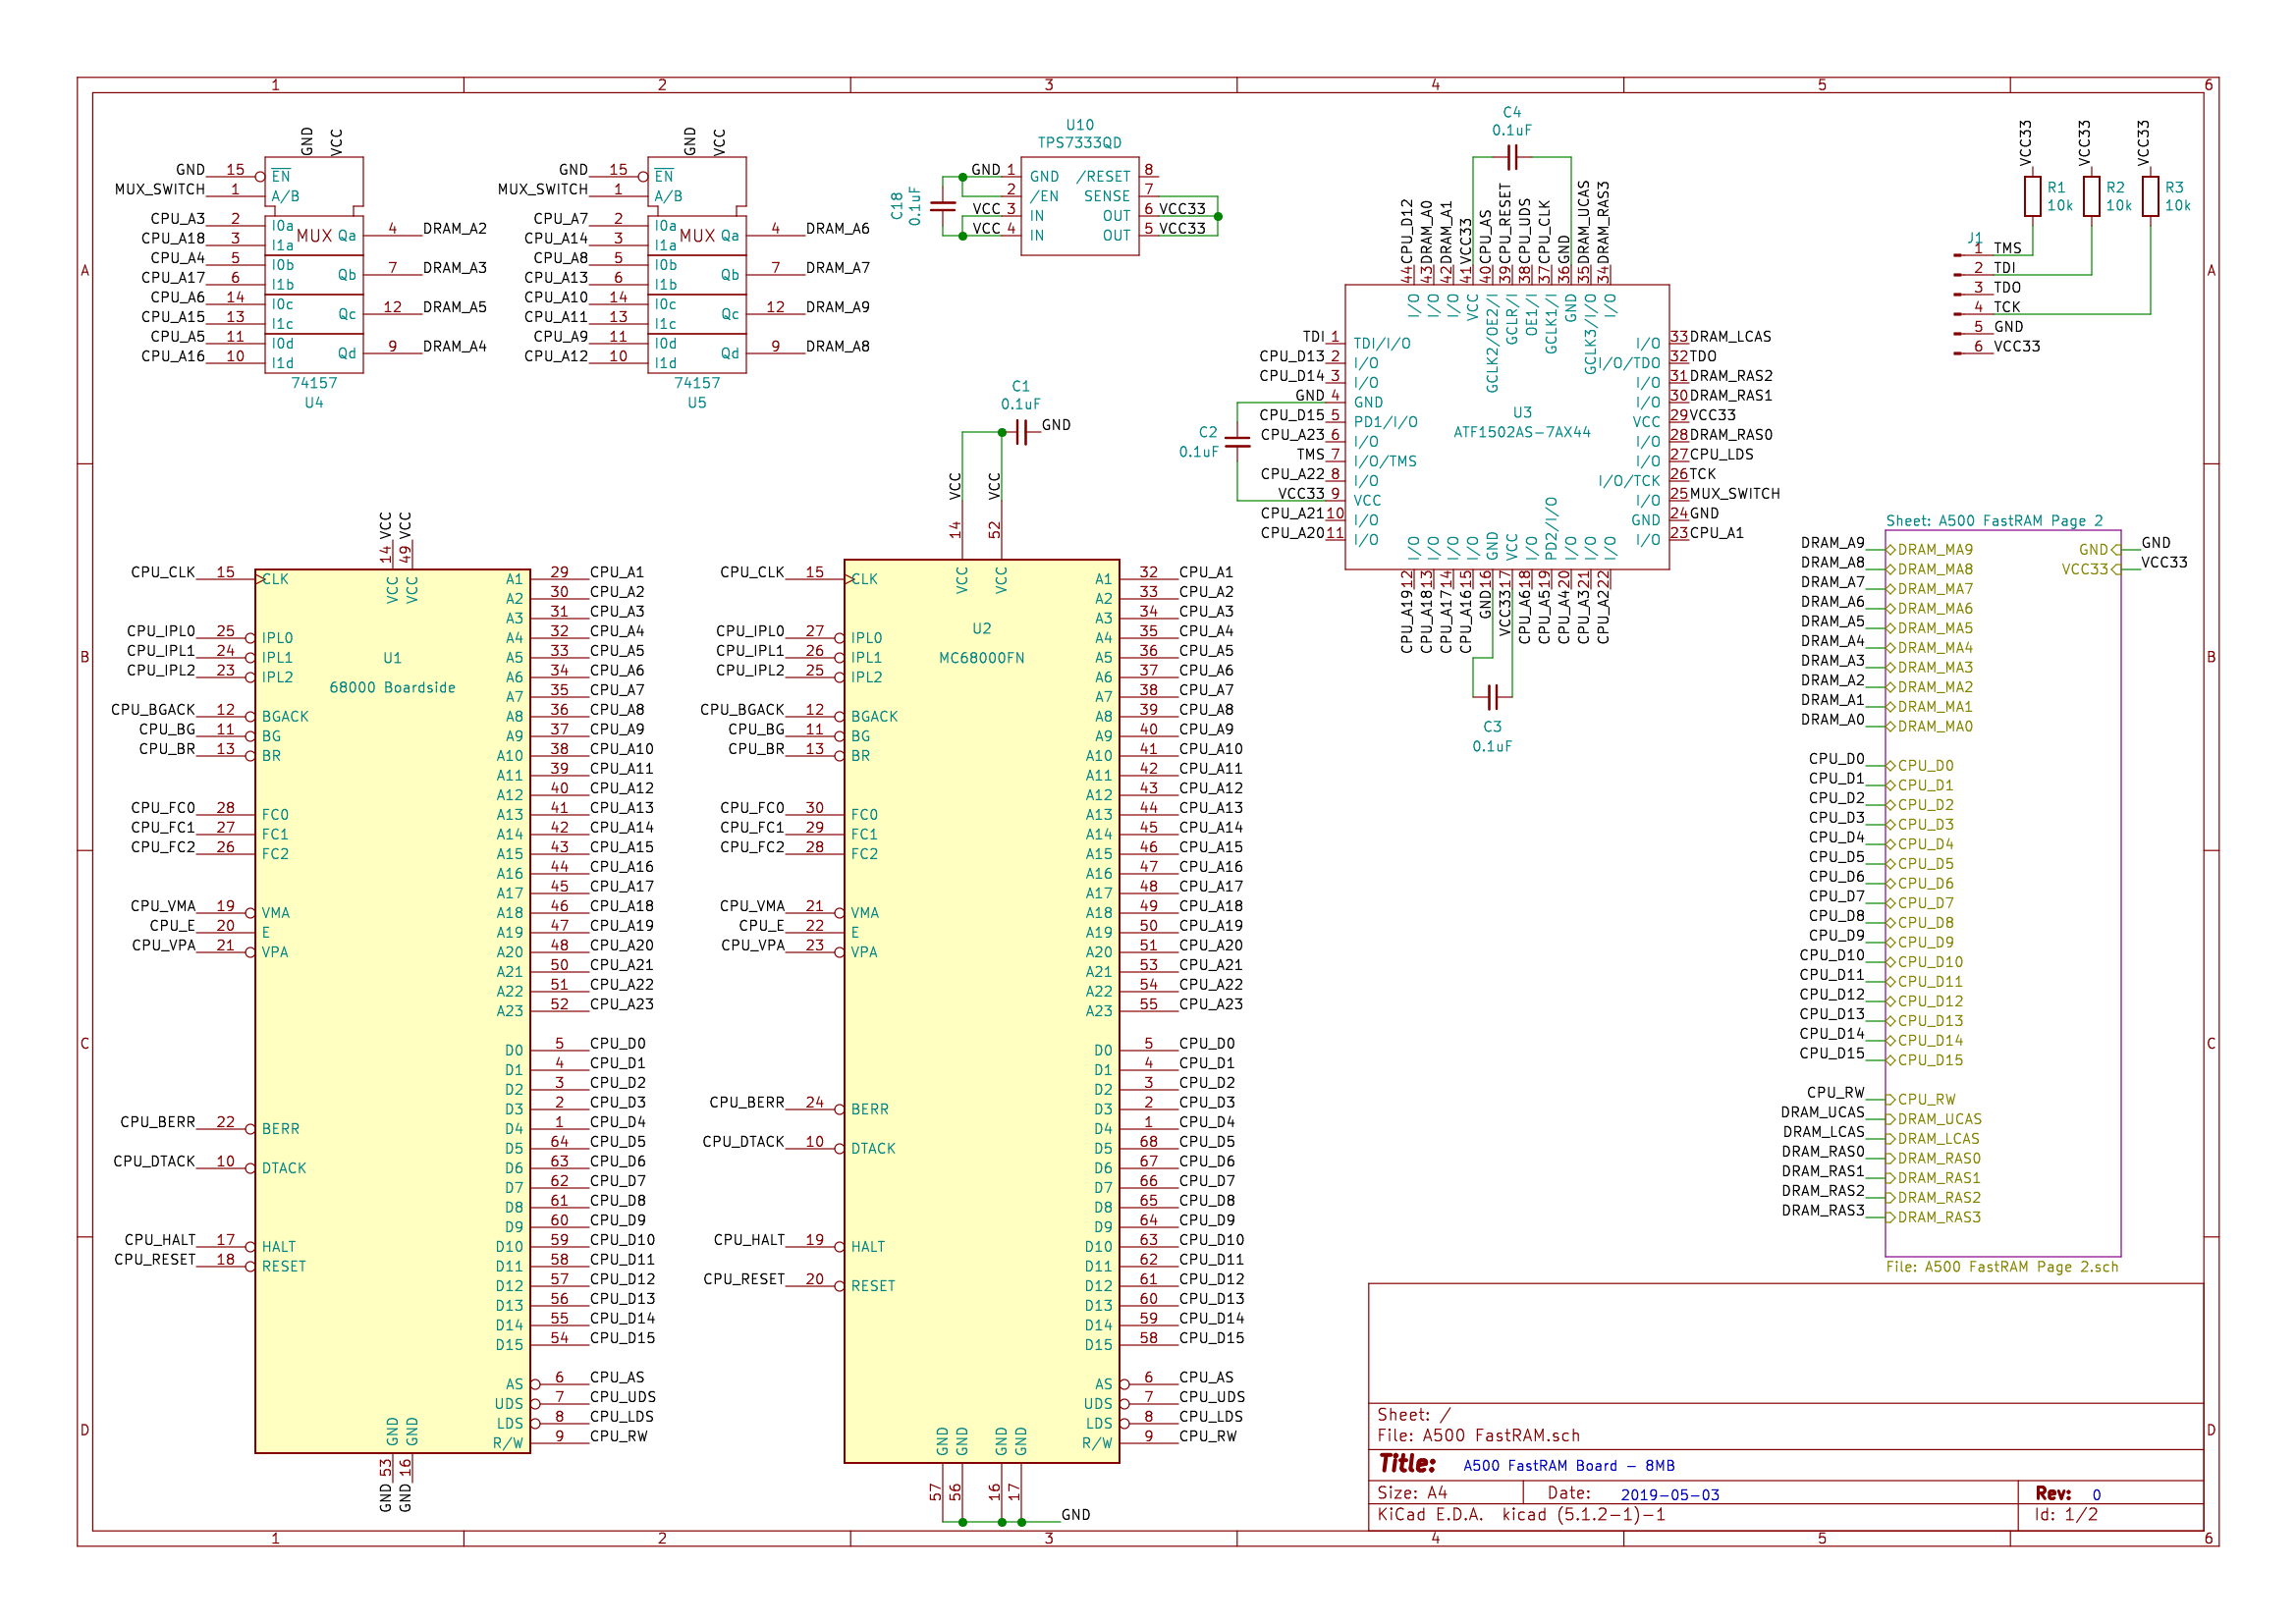 1 2 3 4 5 6
A
B
C
D
GND VCC
GND 15 EN
MUX_SWITCH 1 A/B
CPU_A3 2 I0a
MUX Qa 4 DRAM_A2
CPU_A18 3 I1a
CPU_A4 5 I0b
Qb 7 DRAM_A3
CPU_A17 6 I1b
CPU_A6 14 I0c
Qc 12 DRAM_A5
CPU_A15 13 I1c
CPU_A5 11 I0d
Qd 9 DRAM_A4
CPU_A16 10 I1d
74157
U4
GND VCC
GND 15 EN
MUX_SWITCH 1 A/B
CPU_A7 2 I0a
MUX Qa 4 DRAM_A6
CPU_A14 3 I1a
CPU_A8 5 I0b
Qb 7 DRAM_A7
CPU_A13 6 I1b
CPU_A10 14 I0c
Qc 12 DRAM_A9
CPU_A11 13 I1c
CPU_A9 11 I0d
Qd 9 DRAM_A8
CPU_A12 10 I1d
74157
U5
U10
TPS7333QD
C18
0.1uF
GND 1 GND /RESET 8
2 /EN SENSE 7
VCC 3 IN OUT 6 VCC33
VCC 4 IN OUT 5 VCC33
C1
0.1uF
GND
C4
0.1uF
CPU_D12 44 I/O
DRAM_A0 43 I/O
DRAM_A1 42 I/O
VCC33 41 VCC
CPU_AS 40 GCLK2/OE2/I
CPU_RESET 39 GCLR/I
CPU_UDS 38 OE1/I
CPU_CLK 37 GCLK1/I
GND 36 GND
DRAM_UCAS 35 GCLK3/I/O
DRAM_RAS3 34 I/O
TDI 1 TDI/I/O
CPU_D13 2 I/O
CPU_D14 3 I/O
GND 4 GND
CPU_D15 5 PD1/I/O
CPU_A23 6 I/O
TMS 7 I/O/TMS
CPU_A22 8 I/O
VCC33 9 VCC
CPU_A21 10 I/O
CPU_A20 11 I/O
U3
ATF1502AS-7AX44
I/O 33 DRAM_LCAS
I/O/TDO 32 TDO
I/O 31 DRAM_RAS2
I/O 30 DRAM_RAS1
VCC 29 VCC33
I/O 28 DRAM_RAS0
I/O 27 CPU_LDS
I/O/TCK 26 TCK
I/O 25 MUX_SWITCH
GND 24 GND
I/O 23 CPU_A1
I/O 12 CPU_A19
I/O 13 CPU_A18
I/O 14 CPU_A17
I/O 15 CPU_A16
GND 16 GND
VCC 17 VCC33
I/O 18 CPU_A6
PD2/I/O 19 CPU_A5
I/O 20 CPU_A4
I/O 21 CPU_A3
I/O 22 CPU_A2
C2
0.1uF
C3
0.1uF
VCC33 VCC33 VCC33
R1
10k
R2
10k
R3
10k
J1
1 TMS
2 TDI
3 TDO
4 TCK
5 GND
6 VCC33
VCC 14 VCC
VCC 49 VCC
U1
68000 Boardside
CPU_CLK 15 CLK
CPU_IPL0 25 IPL0
CPU_IPL1 24 IPL1
CPU_IPL2 23 IPL2
CPU_BGACK 12 BGACK
CPU_BG 11 BG
CPU_BR 13 BR
CPU_FC0 28 FC0
CPU_FC1 27 FC1
CPU_FC2 26 FC2
CPU_VMA 19 VMA
CPU_E 20 E
CPU_VPA 21 VPA
CPU_BERR 22 BERR
CPU_DTACK 10 DTACK
CPU_HALT 17 HALT
CPU_RESET 18 RESET
A1 29 CPU_A1
A2 30 CPU_A2
A3 31 CPU_A3
A4 32 CPU_A4
A5 33 CPU_A5
A6 34 CPU_A6
A7 35 CPU_A7
A8 36 CPU_A8
A9 37 CPU_A9
A10 38 CPU_A10
A11 39 CPU_A11
A12 40 CPU_A12
A13 41 CPU_A13
A14 42 CPU_A14
A15 43 CPU_A15
A16 44 CPU_A16
A17 45 CPU_A17
A18 46 CPU_A18
A19 47 CPU_A19
A20 48 CPU_A20
A21 50 CPU_A21
A22 51 CPU_A22
A23 52 CPU_A23
D0 5 CPU_D0
D1 4 CPU_D1
D2 3 CPU_D2
D3 2 CPU_D3
D4 1 CPU_D4
D5 64 CPU_D5
D6 63 CPU_D6
D7 62 CPU_D7
D8 61 CPU_D8
D9 60 CPU_D9
D10 59 CPU_D10
D11 58 CPU_D11
D12 57 CPU_D12
D13 56 CPU_D13
D14 55 CPU_D14
D15 54 CPU_D15
AS 6 CPU_AS
UDS 7 CPU_UDS
LDS 8 CPU_LDS
R/W 9 CPU_RW
GND 53 GND
GND 16 GND
VCC 14 VCC
VCC 52 VCC
U2
MC68000FN
CPU_CLK 15 CLK
CPU_IPL0 27 IPL0
CPU_IPL1 26 IPL1
CPU_IPL2 25 IPL2
CPU_BGACK 12 BGACK
CPU_BG 11 BG
CPU_BR 13 BR
CPU_FC0 30 FC0
CPU_FC1 29 FC1
CPU_FC2 28 FC2
CPU_VMA 21 VMA
CPU_E 22 E
CPU_VPA 23 VPA
CPU_BERR 24 BERR
CPU_DTACK 10 DTACK
CPU_HALT 19 HALT
CPU_RESET 20 RESET
A1 32 CPU_A1
A2 33 CPU_A2
A3 34 CPU_A3
A4 35 CPU_A4
A5 36 CPU_A5
A6 37 CPU_A6
A7 38 CPU_A7
A8 39 CPU_A8
A9 40 CPU_A9
A10 41 CPU_A10
A11 42 CPU_A11
A12 43 CPU_A12
A13 44 CPU_A13
A14 45 CPU_A14
A15 46 CPU_A15
A16 47 CPU_A16
A17 48 CPU_A17
A18 49 CPU_A18
A19 50 CPU_A19
A20 51 CPU_A20
A21 53 CPU_A21
A22 54 CPU_A22
A23 55 CPU_A23
D0 5 CPU_D0
D1 4 CPU_D1
D2 3 CPU_D2
D3 2 CPU_D3
D4 1 CPU_D4
D5 68 CPU_D5
D6 67 CPU_D6
D7 66 CPU_D7
D8 65 CPU_D8
D9 64 CPU_D9
D10 63 CPU_D10
D11 62 CPU_D11
D12 61 CPU_D12
D13 60 CPU_D13
D14 59 CPU_D14
D15 58 CPU_D15
AS 6 CPU_AS
UDS 7 CPU_UDS
LDS 8 CPU_LDS
R/W 9 CPU_RW
GND 57
GND 56
GND 16
GND 17
GND
Sheet: A500 FastRAM Page 2
DRAM_A9 DRAM_MA9 GND GND
DRAM_A8 DRAM_MA8 VCC33 VCC33
DRAM_A7 DRAM_MA7
DRAM_A6 DRAM_MA6
DRAM_A5 DRAM_MA5
DRAM_A4 DRAM_MA4
DRAM_A3 DRAM_MA3
DRAM_A2 DRAM_MA2
DRAM_A1 DRAM_MA1
DRAM_A0 DRAM_MA0
CPU_D0 CPU_D0
CPU_D1 CPU_D1
CPU_D2 CPU_D2
CPU_D3 CPU_D3
CPU_D4 CPU_D4
CPU_D5 CPU_D5
CPU_D6 CPU_D6
CPU_D7 CPU_D7
CPU_D8 CPU_D8
CPU_D9 CPU_D9
CPU_D10 CPU_D10
CPU_D11 CPU_D11
CPU_D12 CPU_D12
CPU_D13 CPU_D13
CPU_D14 CPU_D14
CPU_D15 CPU_D15
CPU_RW CPU_RW
DRAM_UCAS DRAM_UCAS
DRAM_LCAS DRAM_LCAS
DRAM_RAS0 DRAM_RAS0
DRAM_RAS1 DRAM_RAS1
DRAM_RAS2 DRAM_RAS2
DRAM_RAS3 DRAM_RAS3
File: A500 FastRAM Page 2.sch
Sheet: /
File: A500 FastRAM.sch
Title: A500 FastRAM Board - 8MB
Size: A4 Date: 2019-05-03 Rev: 0
KiCad E.D.A. kicad (5.1.2-1)-1 Id: 1/2
A
B
C
D
1 2 3 4 5 6